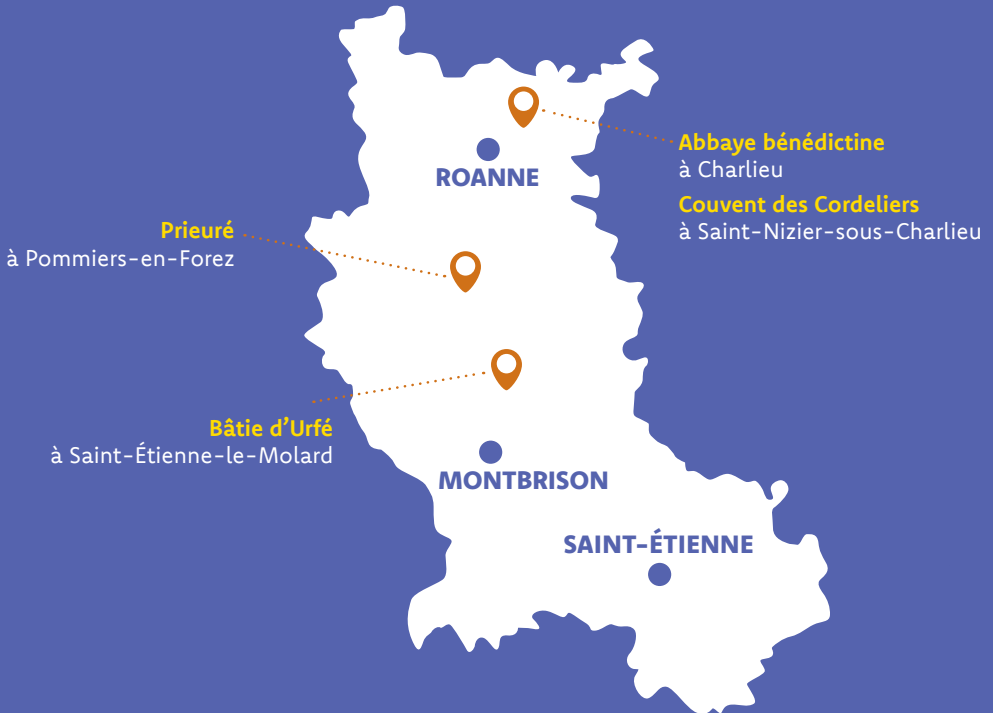 Abbaye bénédictine
à Charlieu
ROANNE
Couvent des Cordeliers
à Saint-Nizier-sous-Charlieu
Prieuré
à Pommiers-en-Forez
Bâtie d’Urfé
à Saint-Étienne-le-Molard
MONTBRISON
SAINT-ÉTIENNE